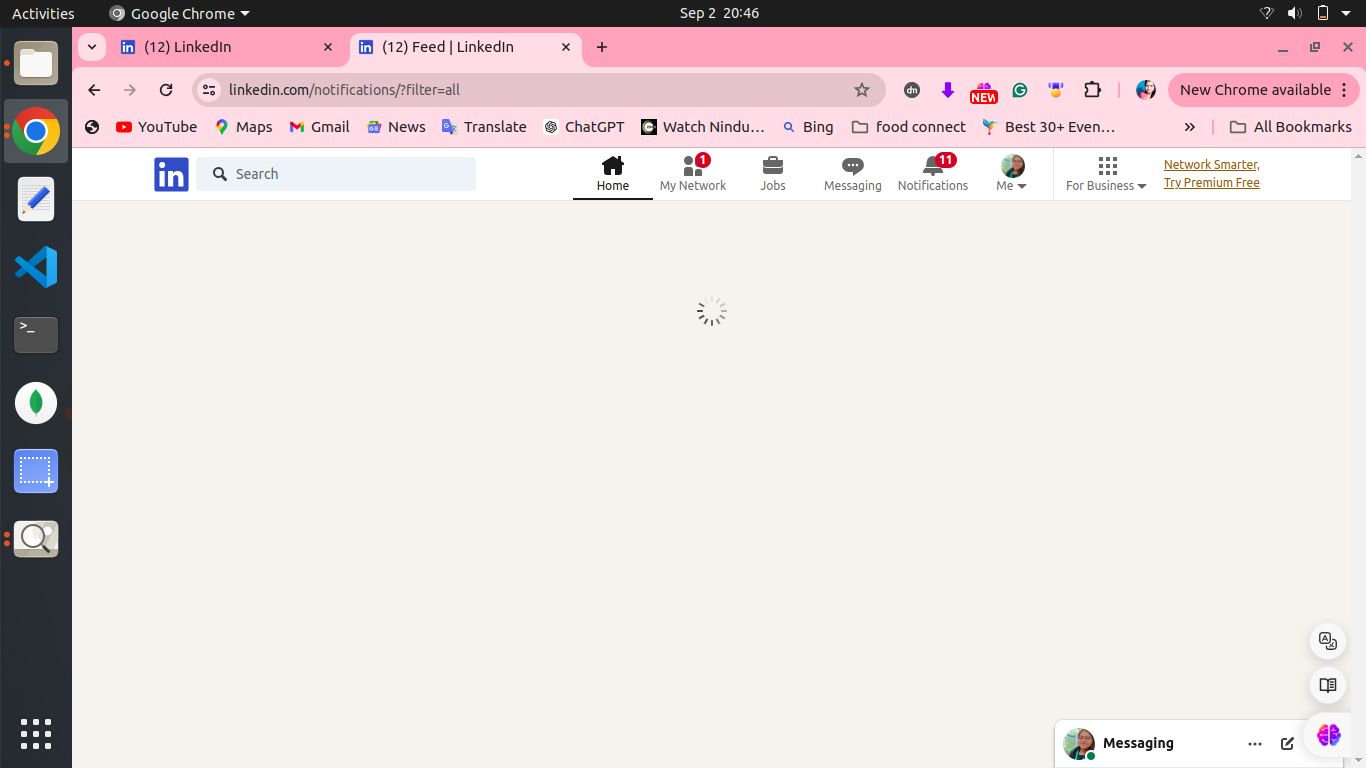 Activities
Google Chrome
Sep 2 20:46
(12) LinkedIn
(12) Feed | LinkedIn
linkedin.com/notifications/?filter=all
dn
NEW
New Chrome available
YouTube
Maps
Gmail
News
Translate
ChatGPT
Watch Nindu…
Bing
food connect
Best 30+ Even…
»
All Bookmarks
in
Search
Home
1
My Network
Jobs
Messaging
11
Notifications
Me
For Business
Network Smarter,
Try Premium Free
>_
Messaging